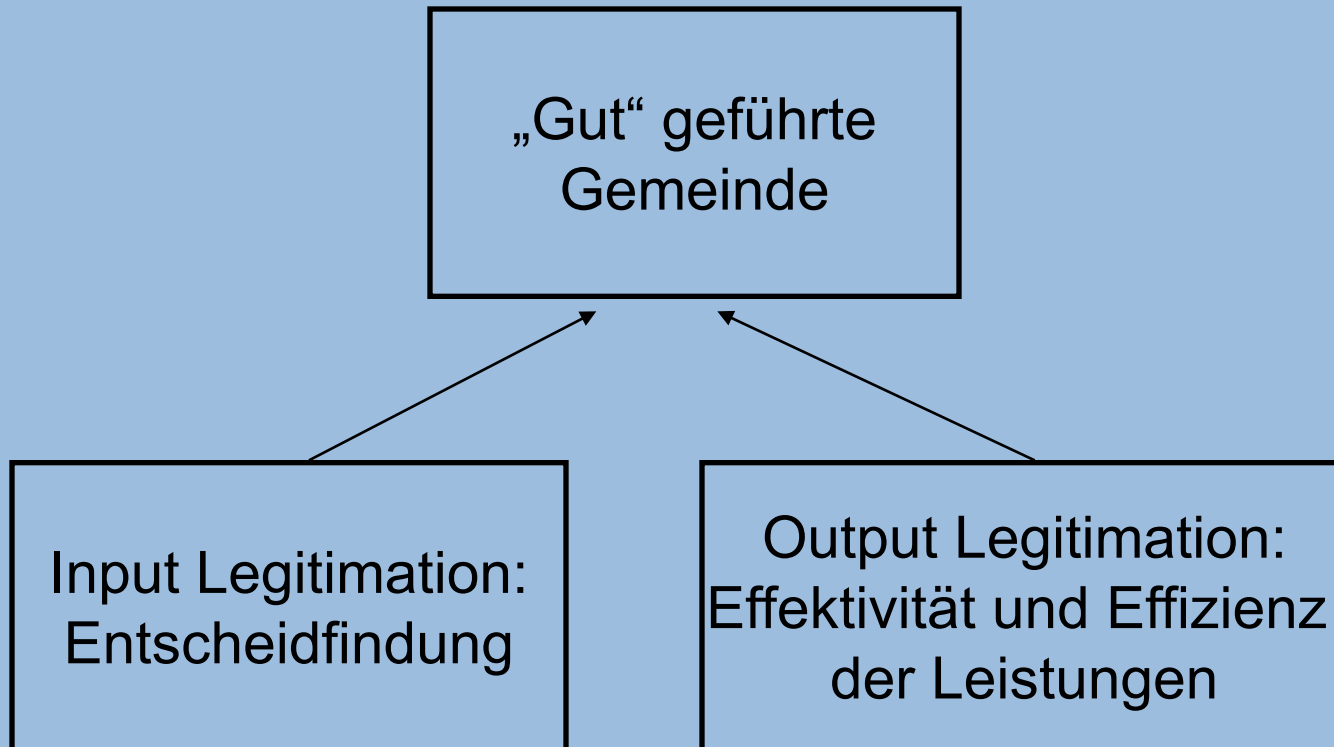 „Gut“ geführte
Gemeinde
Input Legitimation:
Entscheidfindung
Output Legitimation:
Effektivität und Effizienz
der Leistungen